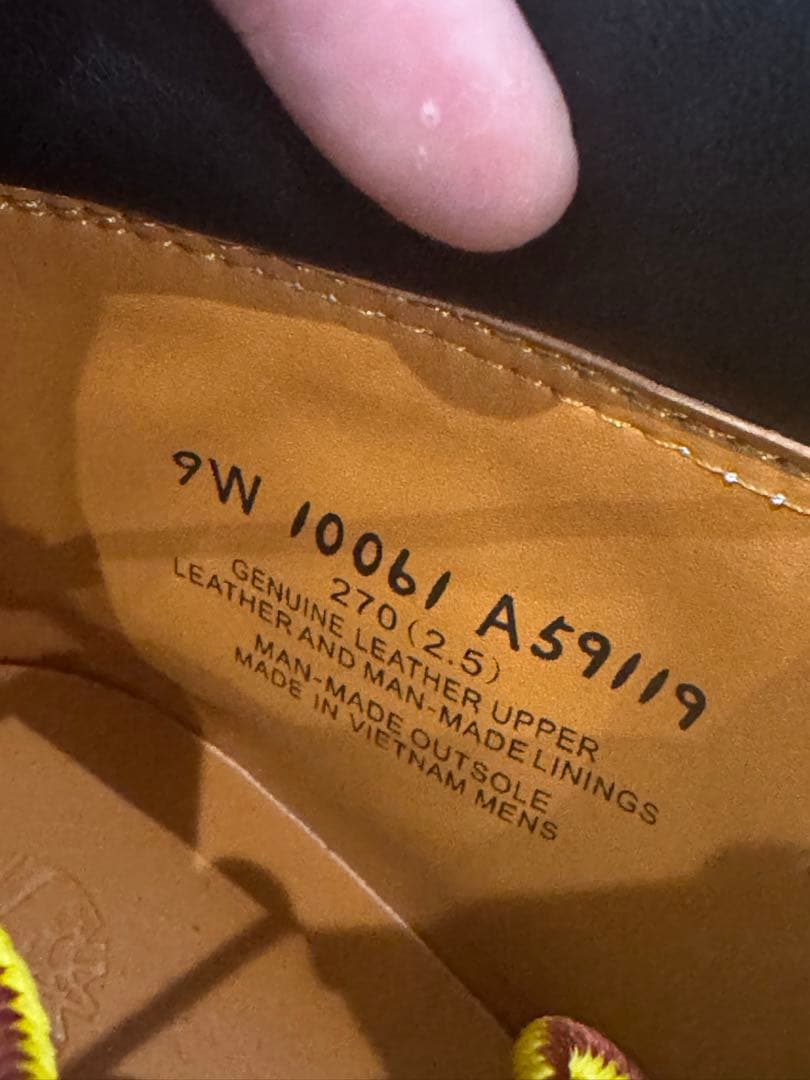 9W 10061 A59119
270 (2.5)
GENUINE LEATHER UPPER
LEATHER AND MAN-MADE LININGS
MAN-MADE OUTSOLE
MADE IN VIETNAM MENS